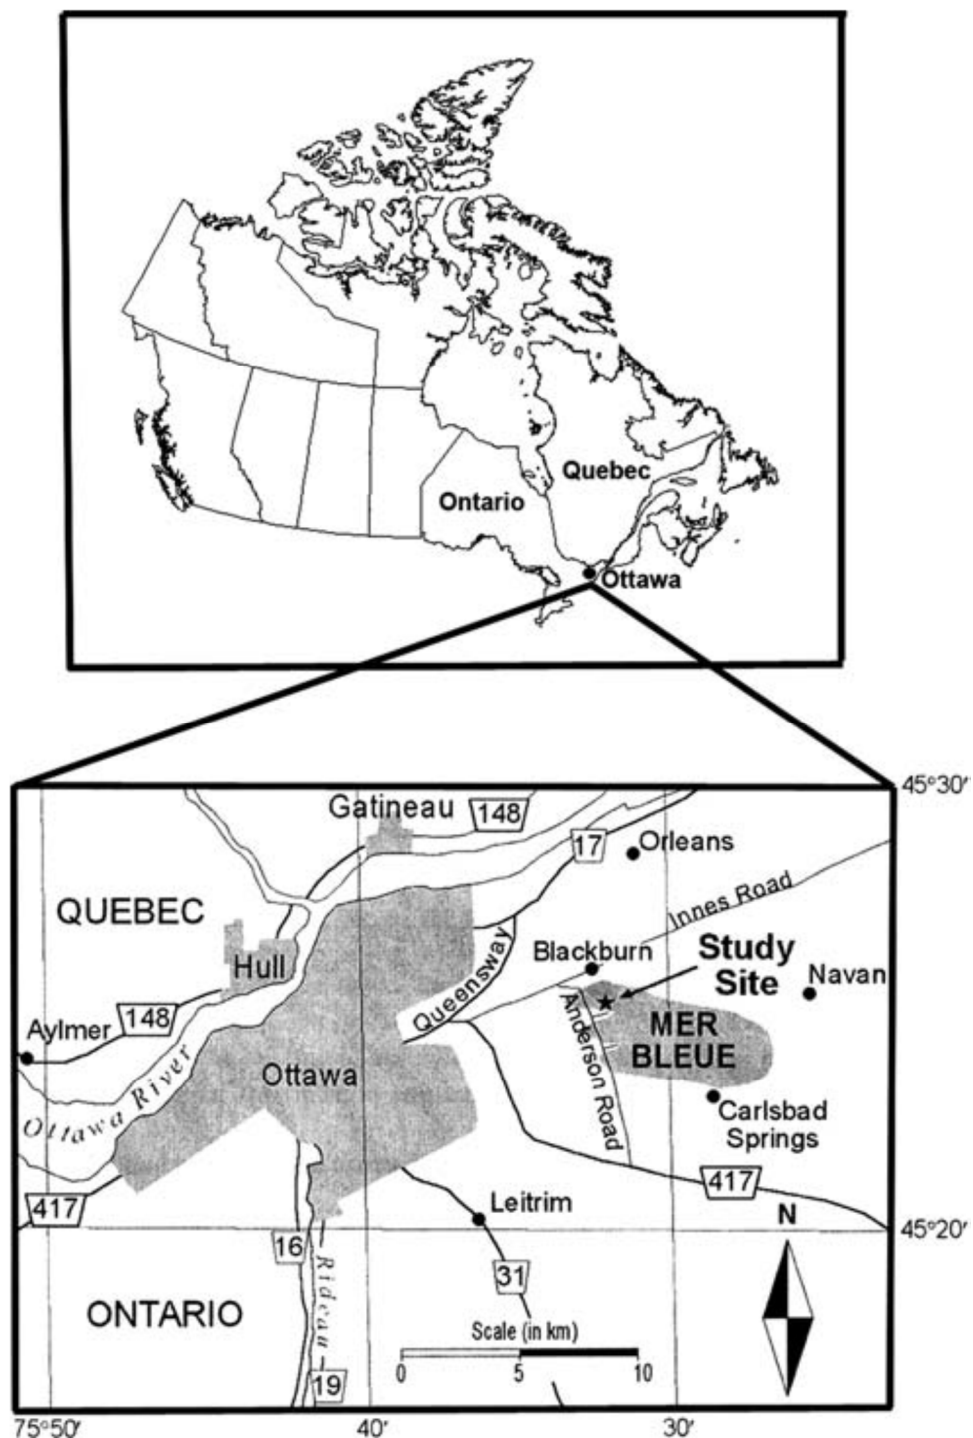 Quebec
Ontario
Ottawa
45°30'
Gatineau
148
17
Orleans
QUEBEC
Innes Road
Queensway
Blackburn
Study
Site
Navan
Hull
148
Aylmer
Anderson Road
MER
BLEUE
Ottawa
Ottawa River
Carlsbad
Springs
417
417
Leitrim
N
45°20'
16
31
Rideau
ONTARIO
Scale (in km)
0 5 10
19
75°50' 40' 30'